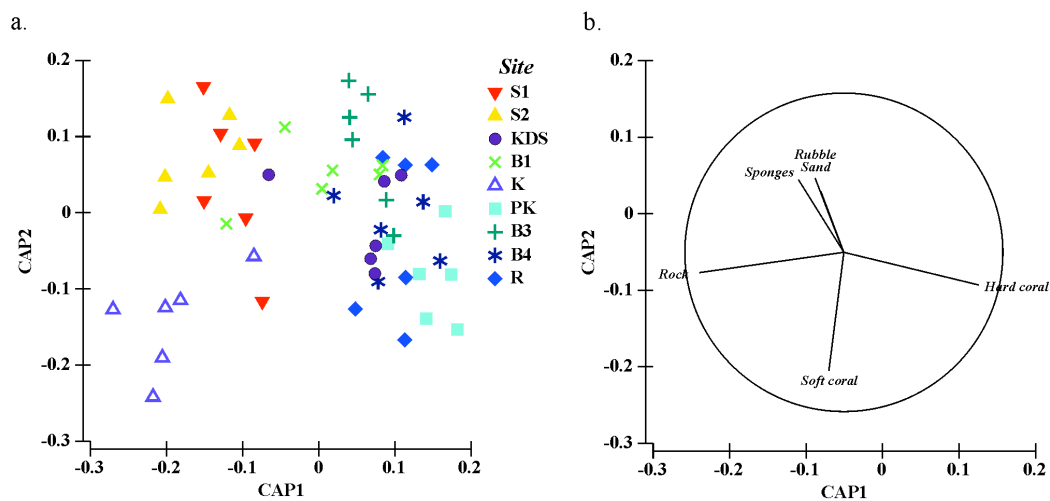 a.
b.
0.2
0.1
0
-0.1
-0.2
-0.3
CAP2
-0.3
-0.2
-0.1
0
0.1
0.2
CAP1
Site
S1
S2
KDS
B1
K
PK
B3
B4
R
0.2
0.1
0
-0.1
-0.2
-0.3
CAP2
Rubble
Sponges Sand
Rock
Hard coral
Soft coral
-0.3
-0.2
-0.1
0
0.1
0.2
CAP1